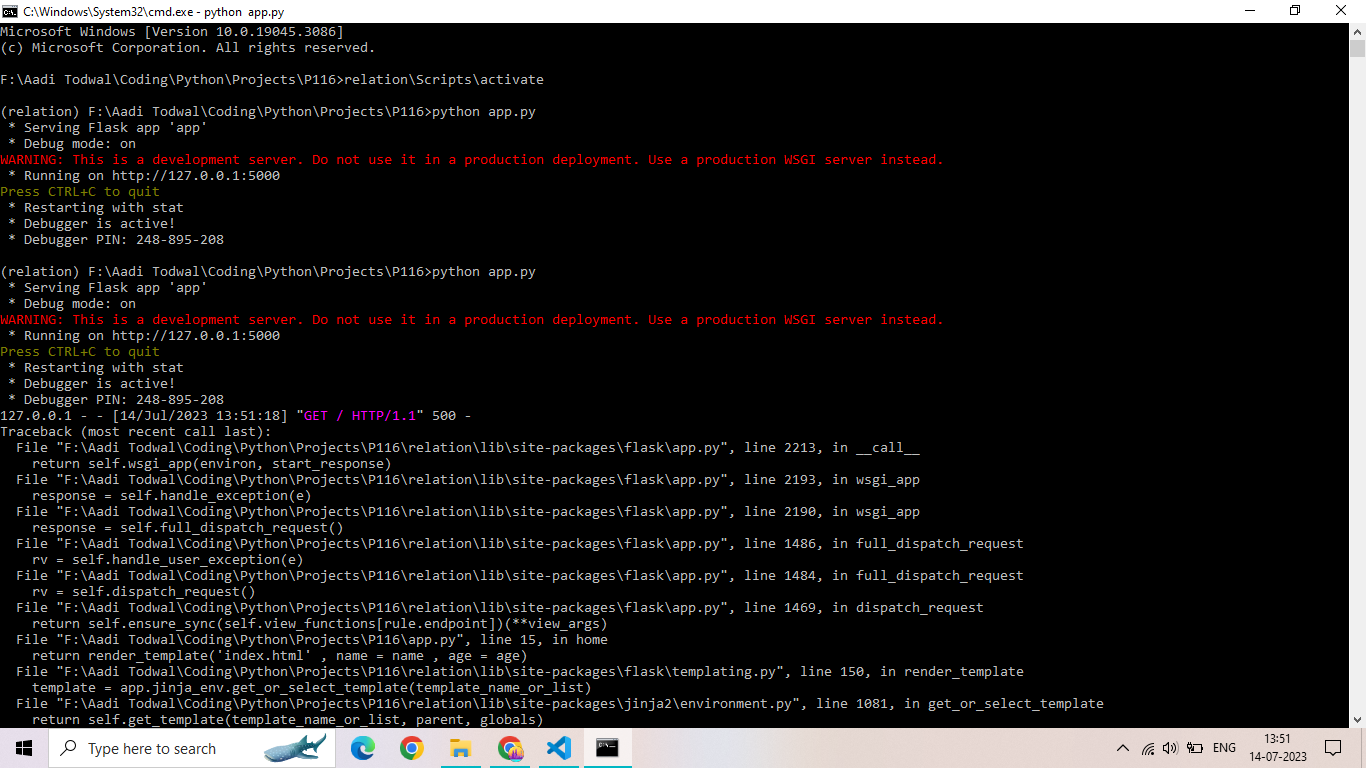 C:\Windows\System32\cmd.exe - python  app.py
Microsoft Windows [Version 10.0.19045.3086]
(c) Microsoft Corporation. All rights reserved.
F:\Aadi Todwal\Coding\Python\Projects\P116>relation\Scripts\activate
(relation) F:\Aadi Todwal\Coding\Python\Projects\P116>python app.py
 * Serving Flask app 'app'
 * Debug mode: on
WARNING: This is a development server. Do not use it in a production deployment. Use a production WSGI server instead.
 * Running on http://127.0.0.1:5000
Press CTRL+C to quit
 * Restarting with stat
 * Debugger is active!
 * Debugger PIN: 248-895-208
(relation) F:\Aadi Todwal\Coding\Python\Projects\P116>python app.py
 * Serving Flask app 'app'
 * Debug mode: on
WARNING: This is a development server. Do not use it in a production deployment. Use a production WSGI server instead.
 * Running on http://127.0.0.1:5000
Press CTRL+C to quit
 * Restarting with stat
 * Debugger is active!
 * Debugger PIN: 248-895-208
127.0.0.1 - - [14/Jul/2023 13:51:18] "GET / HTTP/1.1" 500 -
Traceback (most recent call last):
  File "F:\Aadi Todwal\Coding\Python\Projects\P116\relation\lib\site-packages\flask\app.py", line 2213, in __call__
    return self.wsgi_app(environ, start_response)
  File "F:\Aadi Todwal\Coding\Python\Projects\P116\relation\lib\site-packages\flask\app.py", line 2193, in wsgi_app
    response = self.handle_exception(e)
  File "F:\Aadi Todwal\Coding\Python\Projects\P116\relation\lib\site-packages\flask\app.py", line 2190, in wsgi_app
    response = self.full_dispatch_request()
  File "F:\Aadi Todwal\Coding\Python\Projects\P116\relation\lib\site-packages\flask\app.py", line 1486, in full_dispatch_request
    rv = self.handle_user_exception(e)
  File "F:\Aadi Todwal\Coding\Python\Projects\P116\relation\lib\site-packages\flask\app.py", line 1484, in full_dispatch_request
    rv = self.dispatch_request()
  File "F:\Aadi Todwal\Coding\Python\Projects\P116\relation\lib\site-packages\flask\app.py", line 1469, in dispatch_request
    return self.ensure_sync(self.view_functions[rule.endpoint])(**view_args)
  File "F:\Aadi Todwal\Coding\Python\Projects\P116\app.py", line 15, in home
    return render_template('index.html' , name = name , age = age)
  File "F:\Aadi Todwal\Coding\Python\Projects\P116\relation\lib\site-packages\flask\templating.py", line 150, in render_template
    template = app.jinja_env.get_or_select_template(template_name_or_list)
  File "F:\Aadi Todwal\Coding\Python\Projects\P116\relation\lib\site-packages\jinja2\environment.py", line 1081, in get_or_select_template
    return self.get_template(template_name_or_list, parent, globals)
Type here to search
ENG
13:51
14-07-2023